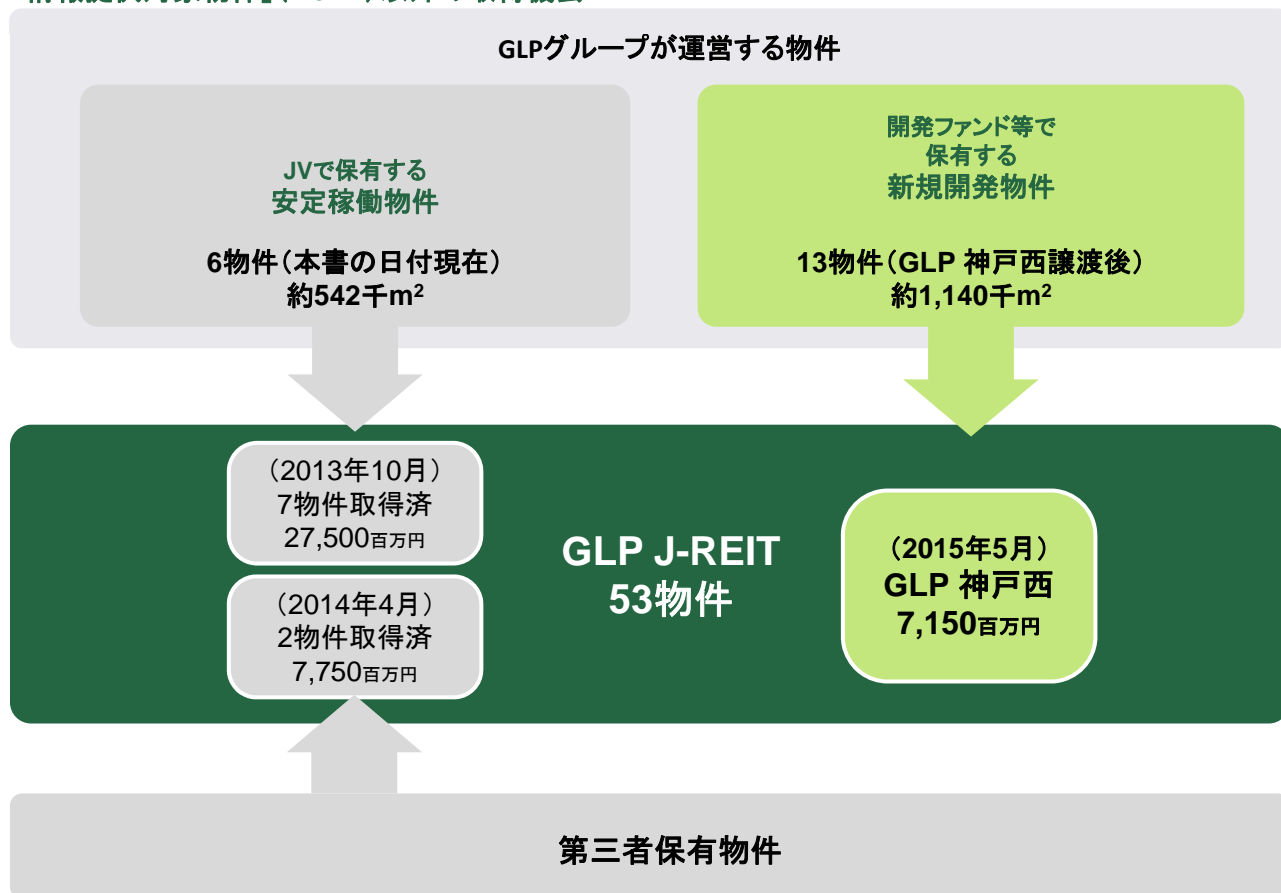 GLPグループが運営する物件
JVで保有する
安定稼働物件
6物件(本書の日付現在)
約542千m²
開発ファンド等で
保有する
新規開発物件
13物件(GLP 神戸西譲渡後)
約1,140千m²
(2013年10月)
7物件取得済
27,500百万円
(2014年4月)
2物件取得済
7,750百万円
GLP J-REIT
53物件
(2015年5月)
GLP 神戸西
7,150百万円
第三者保有物件